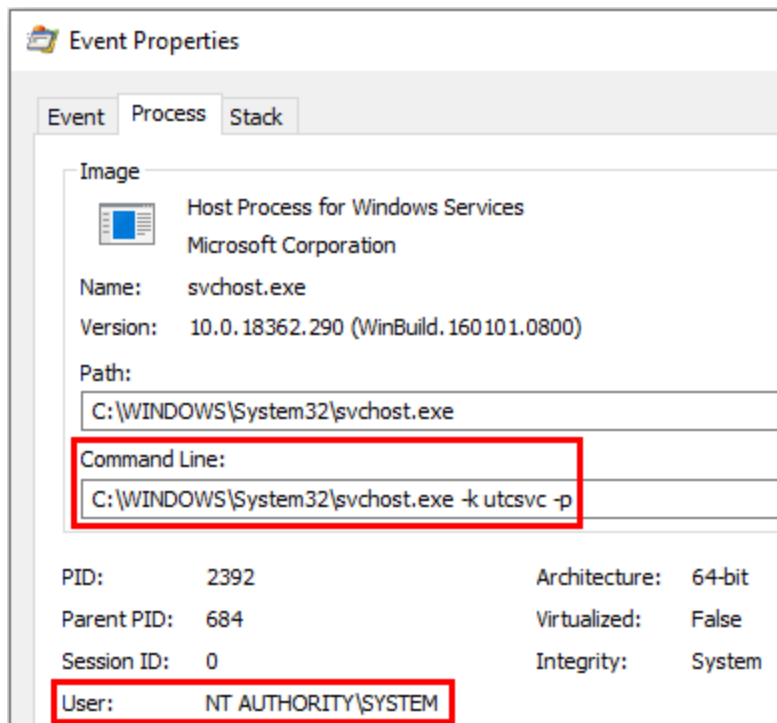 Event Properties
Event Process Stack
Image
Host Process for Windows Services
Microsoft Corporation
Name: svchost.exe
Version: 10.0.18362.290 (WinBuild.160101.0800)
Path:
C:\WINDOWS\System32\svchost.exe
Command Line:
C:\WINDOWS\System32\svchost.exe -k utcsvc -p
PID: 2392 Architecture: 64-bit
Parent PID: 684 Virtualized: False
Session ID: 0 Integrity: System
User: NT AUTHORITY\SYSTEM